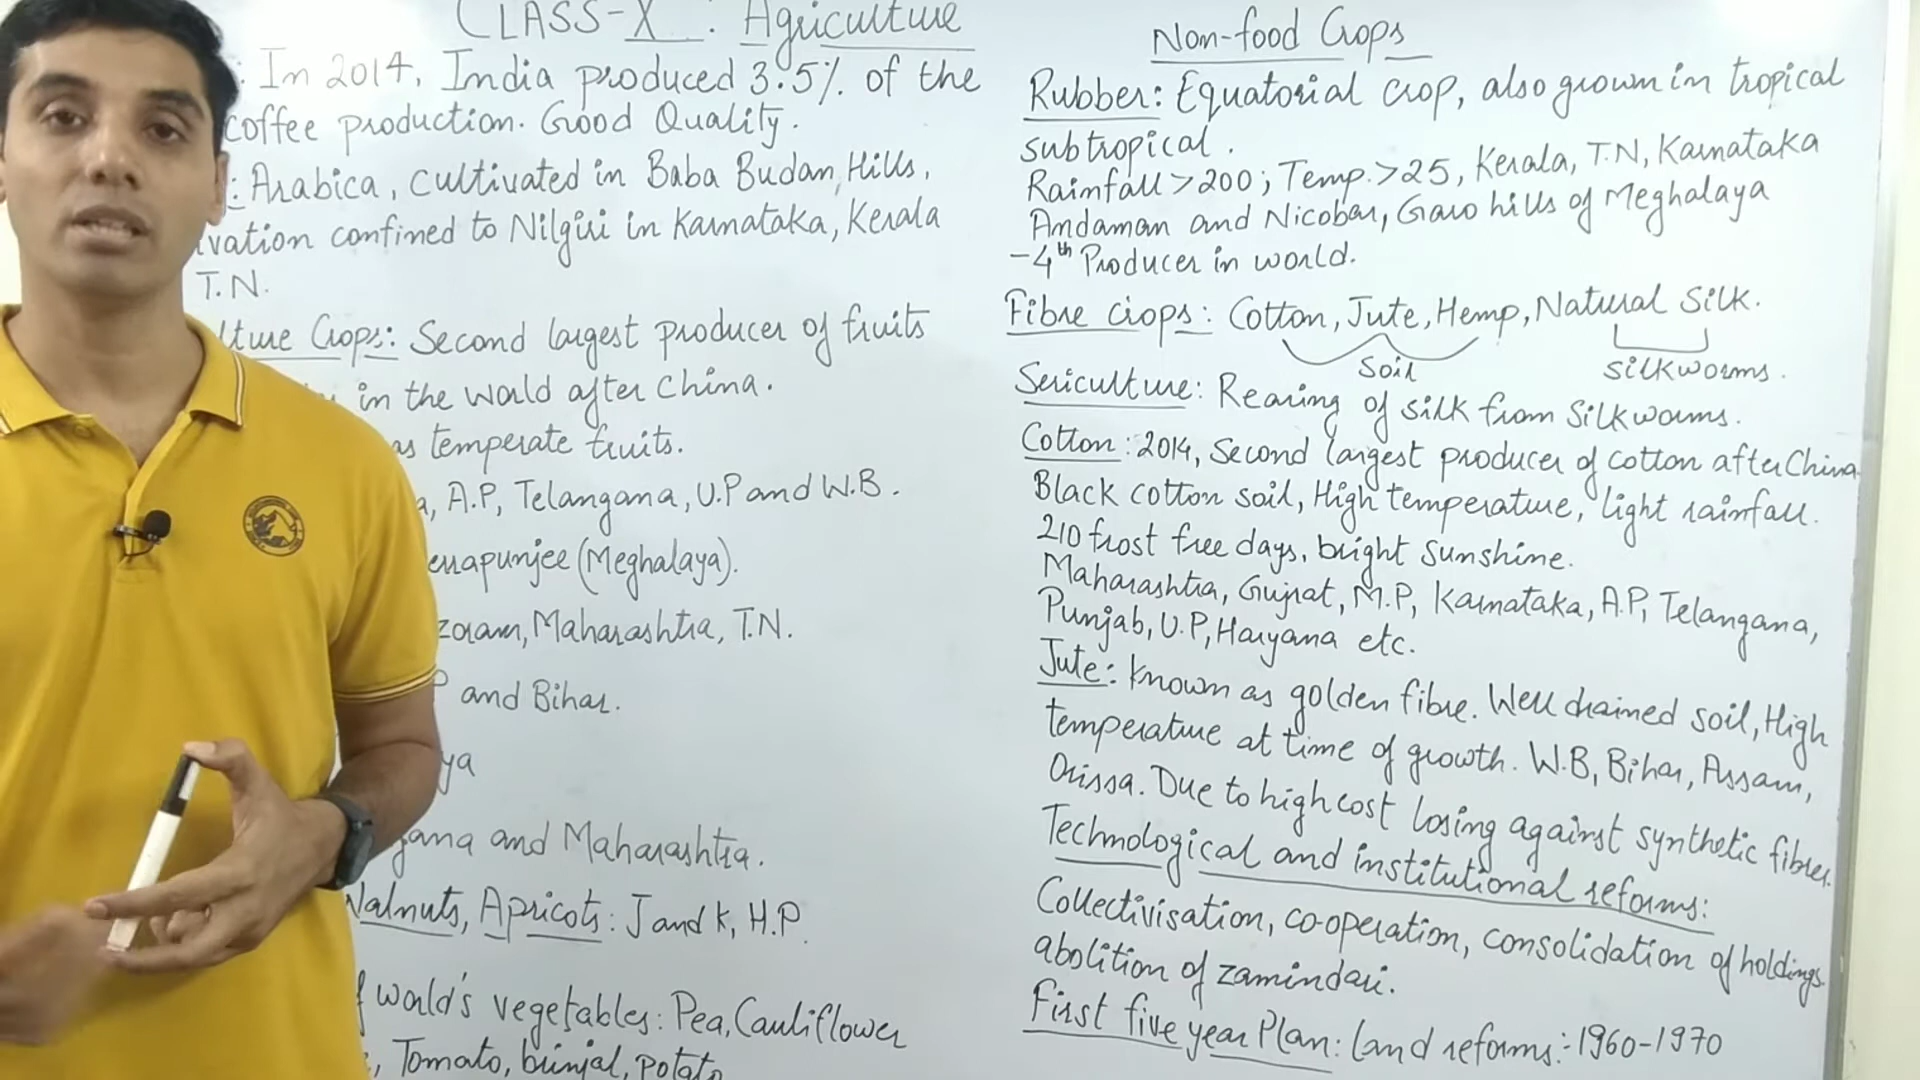 CLASS-X : Agriculture
: In 2014, India produced 3.5% of the
coffee production. Good Quality.
: Arabica, cultivated in Baba Budan Hills,
vation confined to Nilgiri in Karnataka, Kerala
T.N.
lture Crops: Second largest producer of fruits
in the world after China.
as temperate fruits.
a, A.P, Telangana, U.P and W.B.
errapunjee (Meghalaya).
zoram, Maharashtra, T.N.
P and Bihar.
ya
gana and Maharashtra.
Walnuts, Apricots: J and K, H.P.
f world's vegetables: Pea, Cauliflower
, Tomato, brinjal, potato
Non-food Crops
Rubber: Equatorial crop, also grown in tropical
subtropical.
Rainfall > 200; Temp. > 25, Kerala, T.N, Karnataka
Andaman and Nicobar, Garo hills of Meghalaya
- 4th Producer in world.
Fibre crops: Cotton, Jute, Hemp, Natural Silk.
Soil silkworms.
Sericulture: Rearing of silk from Silkworms.
Cotton: 2014, Second largest producer of cotton after China
Black cotton soil, High temperature, light rainfall.
210 frost free days, bright sunshine.
Maharashtra, Gujrat, M.P, Karnataka, A.P, Telangana,
Punjab, U.P, Haryana etc.
Jute: Known as golden fibre. Well drained soil, High
temperature at time of growth. W.B, Bihar, Assam,
Orissa. Due to high cost losing against synthetic fibres.
Technological and institutional reforms:
Collectivisation, co-operation, consolidation of holdings
abolition of zamindari.
First five year Plan: land reforms:- 1960-1970